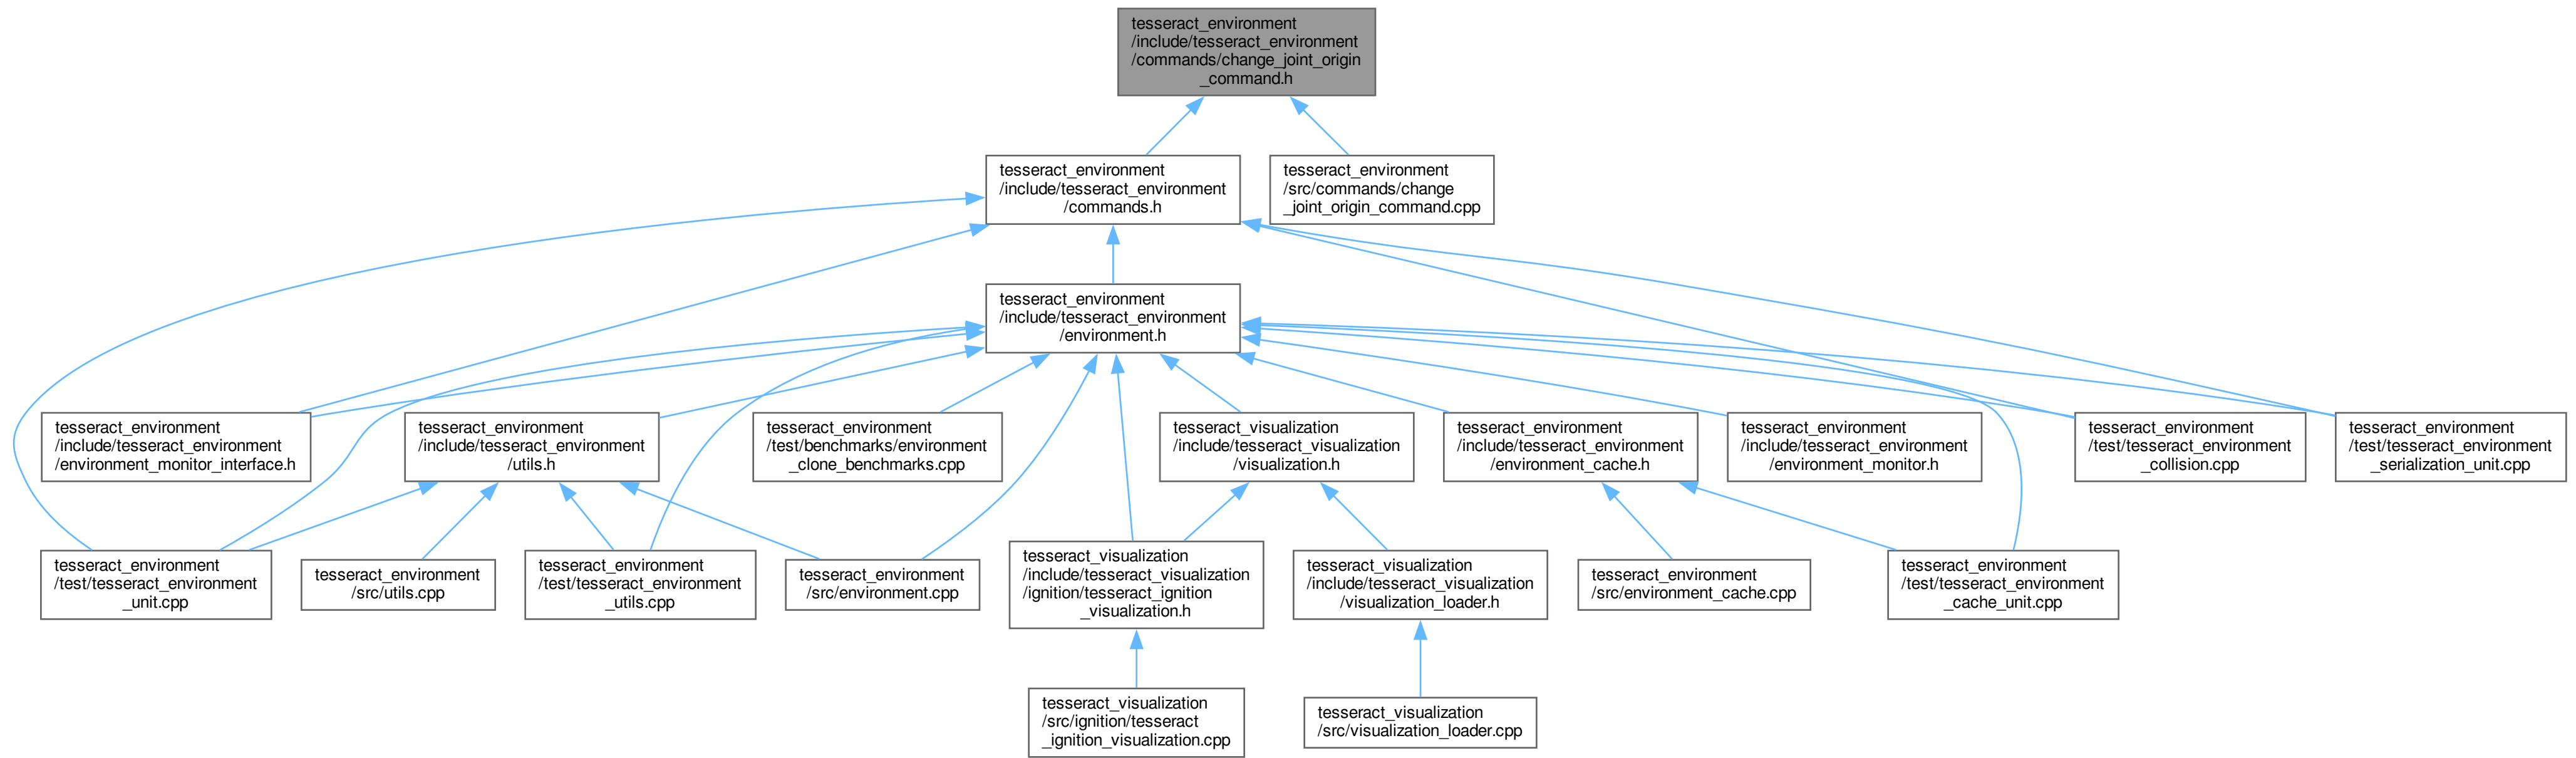 tesseract_environment
/include/tesseract_environment
/commands/change_joint_origin
_command.h
tesseract_environment
/include/tesseract_environment
/commands.h
tesseract_environment
/src/commands/change
_joint_origin_command.cpp
tesseract_environment
/include/tesseract_environment
/environment.h
tesseract_environment
/include/tesseract_environment
/environment_monitor_interface.h
tesseract_environment
/include/tesseract_environment
/utils.h
tesseract_environment
/test/benchmarks/environment
_clone_benchmarks.cpp
tesseract_visualization
/include/tesseract_visualization
/visualization.h
tesseract_environment
/include/tesseract_environment
/environment_cache.h
tesseract_environment
/include/tesseract_environment
/environment_monitor.h
tesseract_environment
/test/tesseract_environment
_collision.cpp
tesseract_environment
/test/tesseract_environment
_serialization_unit.cpp
tesseract_environment
/test/tesseract_environment
_unit.cpp
tesseract_environment
/src/utils.cpp
tesseract_environment
/test/tesseract_environment
_utils.cpp
tesseract_environment
/src/environment.cpp
tesseract_visualization
/include/tesseract_visualization
/ignition/tesseract_ignition
_visualization.h
tesseract_visualization
/include/tesseract_visualization
/visualization_loader.h
tesseract_environment
/src/environment_cache.cpp
tesseract_environment
/test/tesseract_environment
_cache_unit.cpp
tesseract_visualization
/src/ignition/tesseract
_ignition_visualization.cpp
tesseract_visualization
/src/visualization_loader.cpp